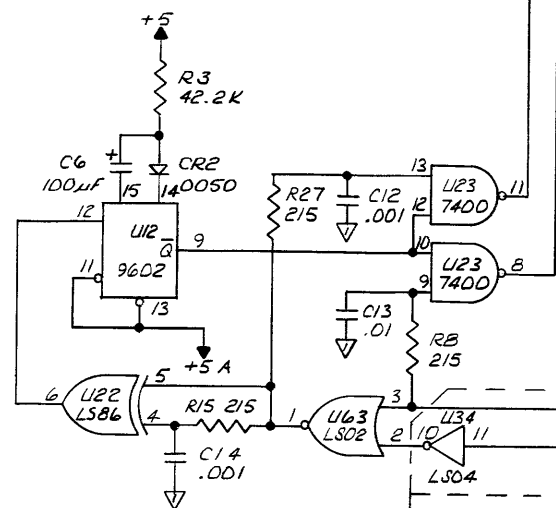 +5
R3
42.2K
+
C6
100µF
CR2
0050
15
14
12
U12
Q̅
9
9602
11
13
+5 A
R27
215
C12
.001
13
12
U23
7400
11
10
9
U23
7400
8
C13
.01
R8
215
6
U22
LS86
5
4
R15 215
C14
.001
1
U63
LS02
3
2
10
U34
11
LS04